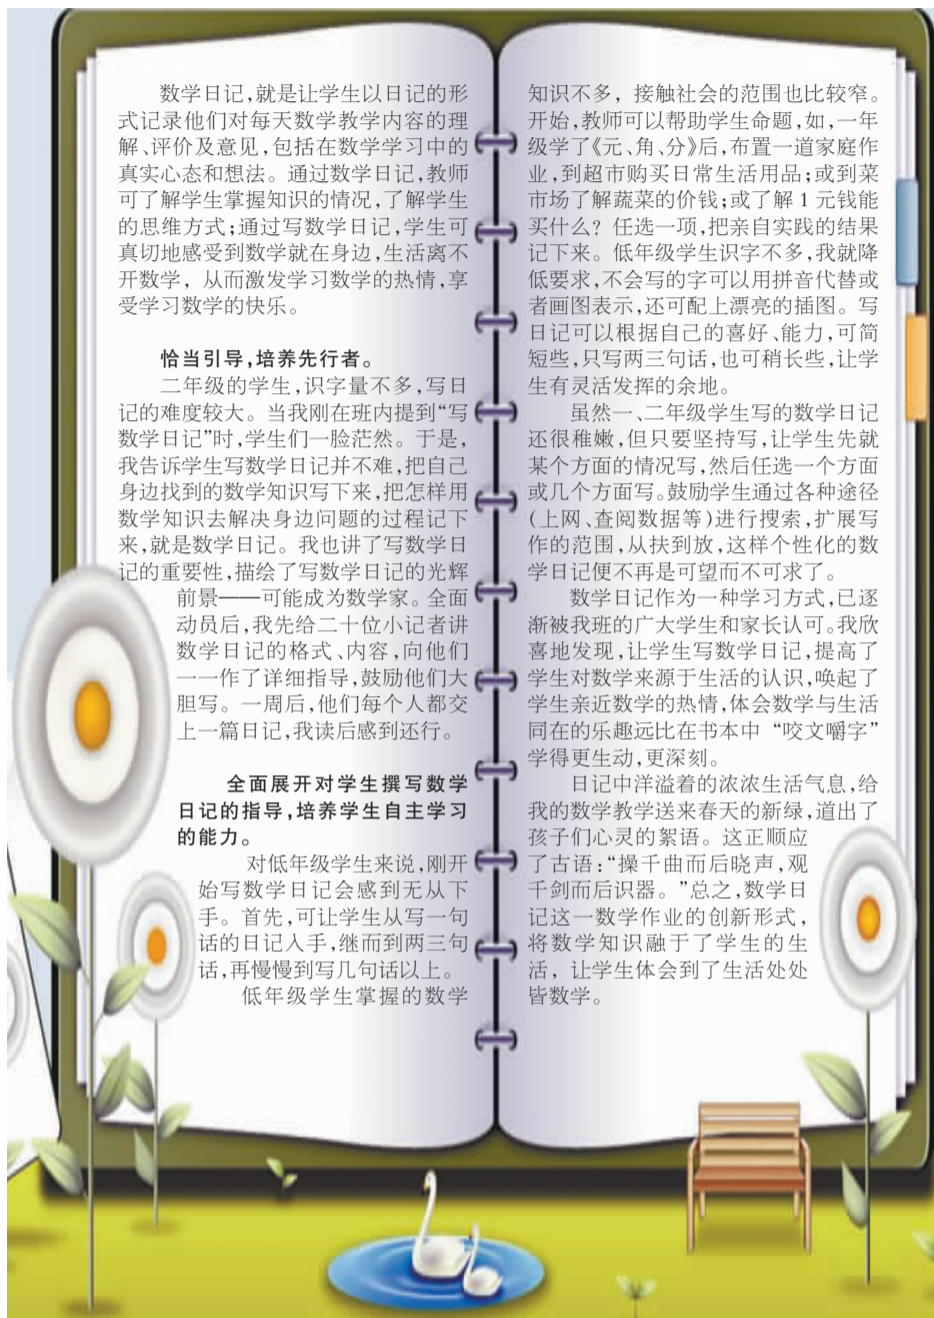 数学日记，就是让学生以日记的形
式记录他们对每天数学教学内容的理
解、评价及意见，包括在数学学习中的
真实心态和想法。通过数学日记，教师
可了解学生掌握知识的情况，了解学生
的思维方式；通过写数学日记，学生可
真切地感受到数学就在身边，生活离不
开数学，从而激发学习数学的热情，享
受学习数学的快乐。
恰当引导，培养先行者。
二年级的学生，识字量不多，写日
记的难度较大。当我刚在班内提到“写
数学日记”时，学生们一脸茫然。于是，
我告诉学生写数学日记并不难，把自己
身边找到的数学知识写下来，把怎样用
数学知识去解决身边问题的过程记下
来，就是数学日记。我也讲了写数学日
记的重要性，描绘了写数学日记的光辉
前景——可能成为数学家。全面
动员后，我先给二十位小记者讲
数学日记的格式、内容，向他们
一一作了详细指导，鼓励他们大
胆写。一周后，他们每个人都交
上一篇日记，我读后感到还行。
全面展开对学生撰写数学
日记的指导，培养学生自主学习
的能力。
对低年级学生来说，刚开
始写数学日记会感到无从下
手。首先，可让学生从写一句
话的日记入手，继而到两三句
话，再慢慢到写几句话以上。
低年级学生掌握的数学
知识不多，接触社会的范围也比较窄。
开始，教师可以帮助学生命题，如，一年
级学了《元、角、分》后，布置一道家庭作
业，到超市购买日常生活用品；或到菜
市场了解蔬菜的价钱；或了解1元钱能
买什么？任选一项，把亲自实践的结果
记下来。低年级学生识字不多，我就降
低要求，不会写的字可以用拼音代替或
者画图表示，还可配上漂亮的插图。写
日记可以根据自己的喜好、能力，可简
短些，只写两三句话，也可稍长些，让学
生有灵活发挥的余地。
虽然一、二年级学生写的数学日记
还很稚嫩，但只要坚持写，让学生先就
某个方面的情况写，然后任选一个方面
或几个方面写。鼓励学生通过各种途径
（上网、查阅数据等）进行搜索，扩展写
作的范围，从扶到放，这样个性化的数
学日记便不再是可望而不可求了。
数学日记作为一种学习方式，已逐
渐被我班的广大学生和家长认可。我欣
喜地发现，让学生写数学日记，提高了
学生对数学来源于生活的认识，唤起了
学生亲近数学的热情，体会数学与生活
同在的乐趣远比在书本中“咬文嚼字”
学得更生动，更深刻。
日记中洋溢着的浓浓生活气息，给
我的数学教学送来春天的新绿，道出了
孩子们心灵的絮语。这正顺应
了古语：“操千曲而后晓声，观
千剑而后识器。”总之，数学日
记这一数学作业的创新形式，
将数学知识融于了学生的生
活，让学生体会到了生活处处
皆数学。